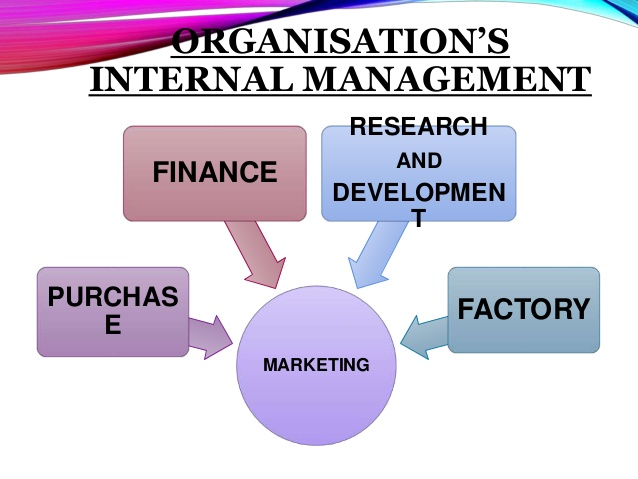 ORGANISATION’S
INTERNAL MANAGEMENT
FINANCE
RESEARCH
AND
DEVELOPMEN
T
PURCHAS
E
FACTORY
MARKETING